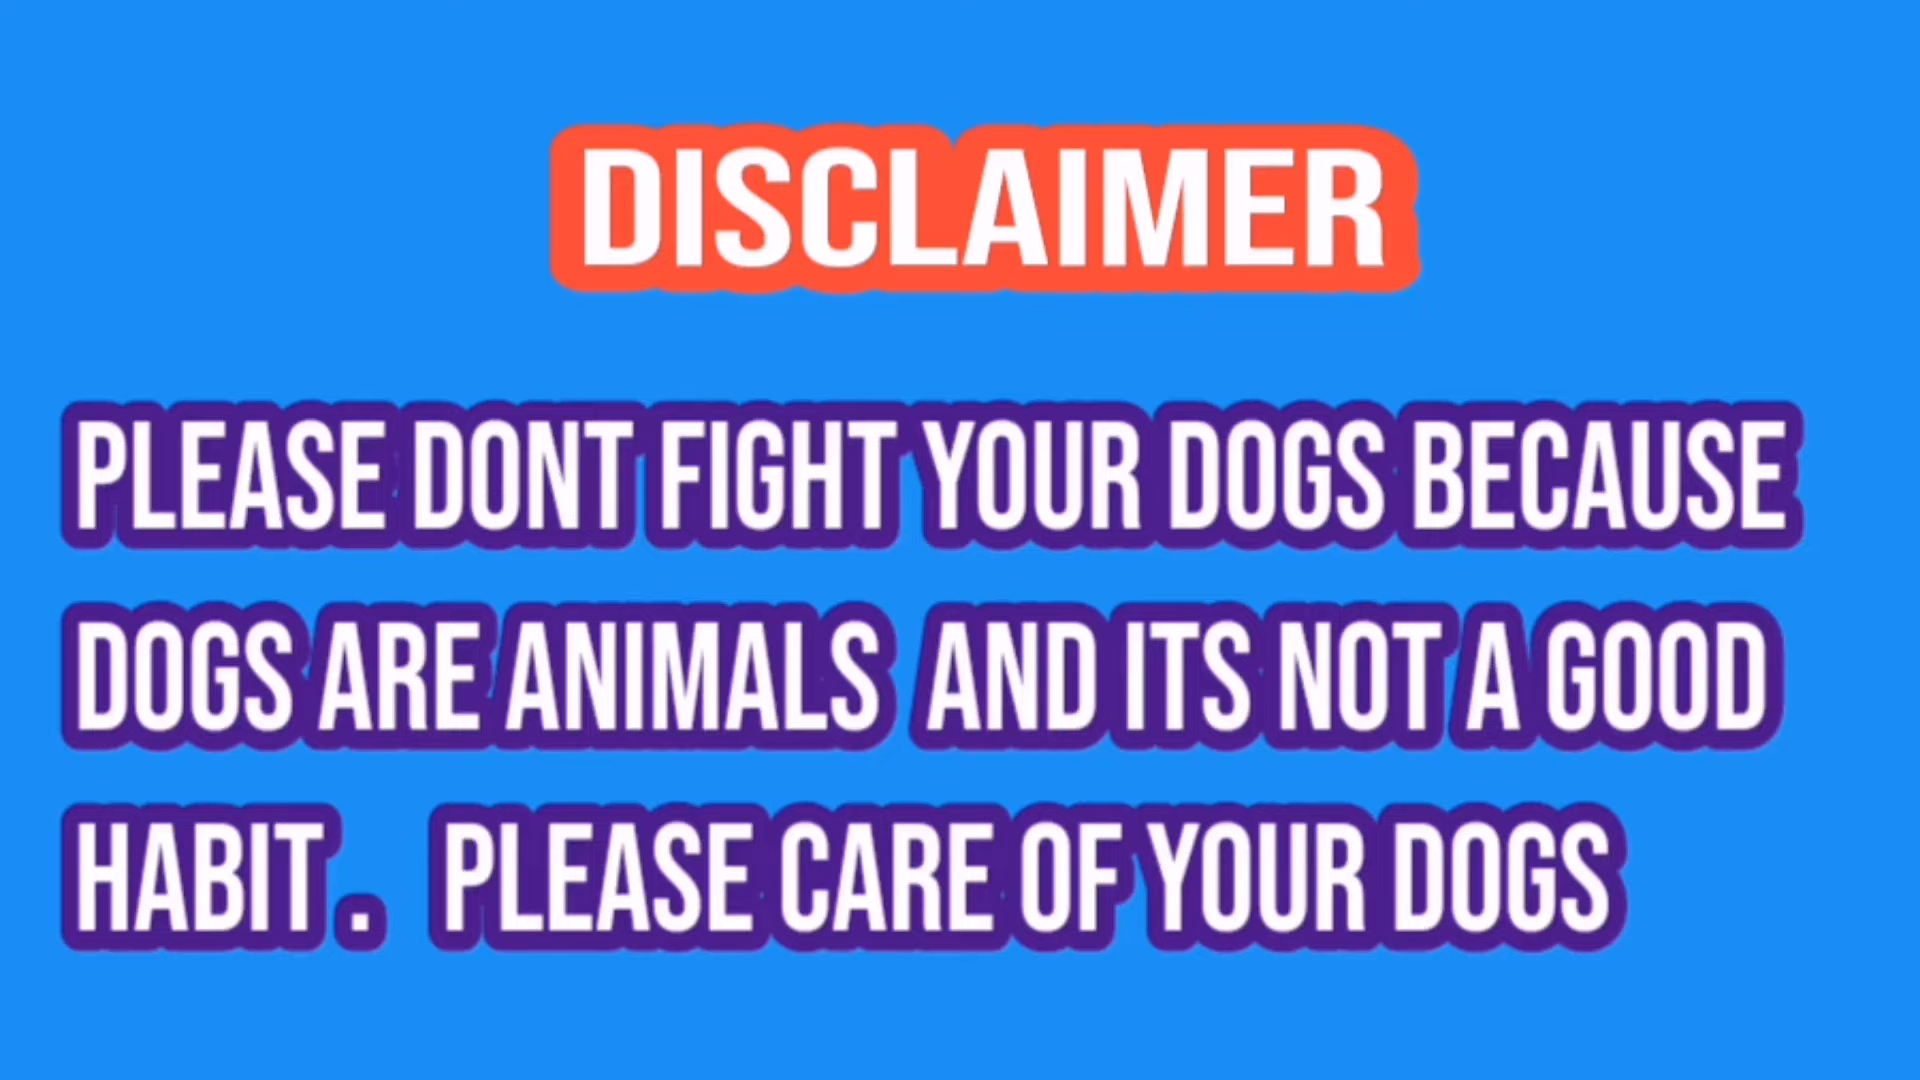 DISCLAIMER
PLEASE DONT FIGHT YOUR DOGS BECAUSE
DOGS ARE ANIMALS AND ITS NOT A GOOD
HABIT. PLEASE CARE OF YOUR DOGS